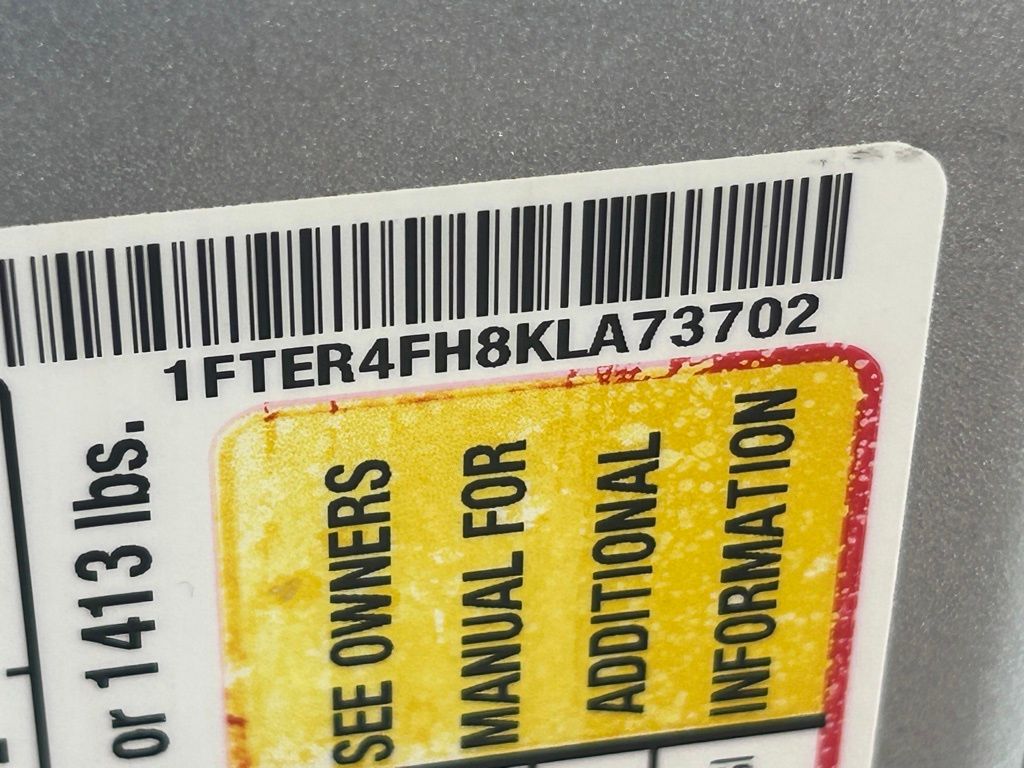 1FTER4FH8KLA73702
or 1413 lbs.
SEE OWNERS
MANUAL FOR
ADDITIONAL
INFORMATION